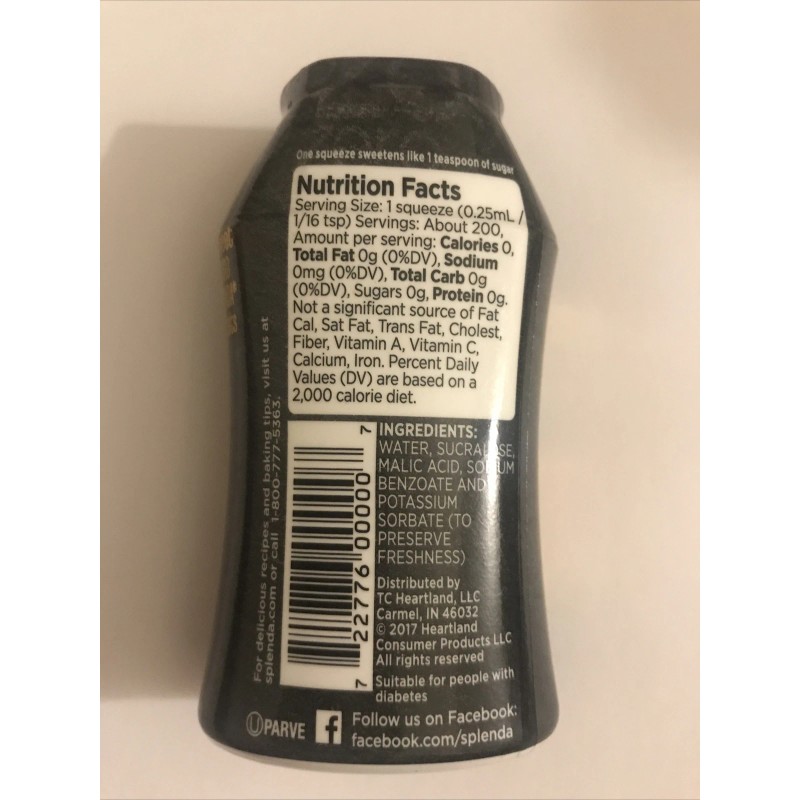 One squeeze sweetens like 1 teaspoon of sugar
Nutrition Facts
Serving Size: 1 squeeze (0.25mL /
1/16 tsp) Servings: About 200,
Amount per serving: Calories 0,
Total Fat 0g (0%DV), Sodium
0mg (0%DV), Total Carb 0g
(0%DV), Sugars 0g, Protein 0g.
Not a significant source of Fat
Cal, Sat Fat, Trans Fat, Cholest,
Fiber, Vitamin A, Vitamin C,
Calcium, Iron. Percent Daily
Values (DV) are based on a
2,000 calorie diet.
For delicious recipes and baking tips, visit us at
splenda.com or call 1-800-777-5363.
7 22776 00000 7
INGREDIENTS:
WATER, SUCRALOSE,
MALIC ACID, SODIUM
BENZOATE AND
POTASSIUM
SORBATE (TO
PRESERVE
FRESHNESS)
Distributed by
TC Heartland, LLC
Carmel, IN 46032
© 2017 Heartland
Consumer Products LLC
All rights reserved
Suitable for people with
diabetes
U PARVE
f Follow us on Facebook:
facebook.com/splenda